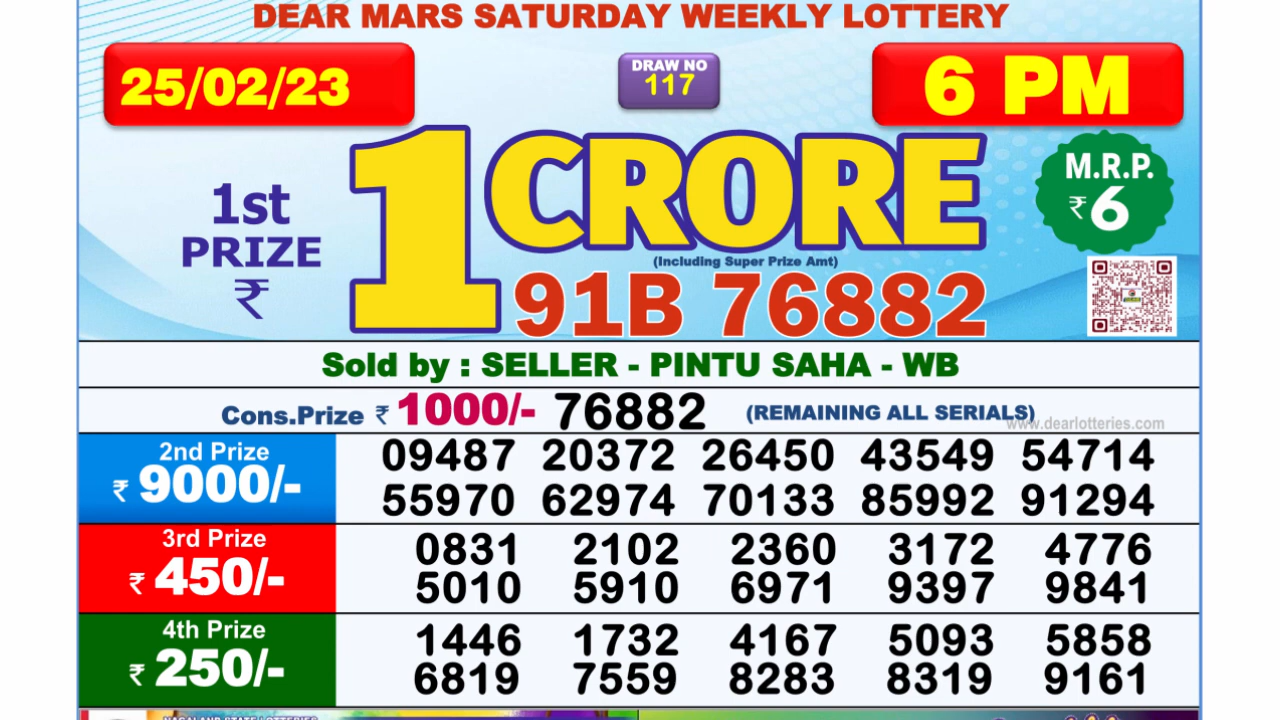 DEAR MARS SATURDAY WEEKLY LOTTERY
25/02/23
DRAW NO
117
6 PM
1st
PRIZE
₹
1 CRORE
(Including Super Prize Amt)
91B 76882
M.R.P.
₹ 6
Sold by : SELLER - PINTU SAHA - WB
Cons.Prize ₹ 1000/- 76882 (REMAINING ALL SERIALS)
www.dearlotteries.com
2nd Prize
₹ 9000/-
09487 20372 26450 43549 54714
55970 62974 70133 85992 91294
3rd Prize
₹ 450/-
0831 2102 2360 3172 4776
5010 5910 6971 9397 9841
4th Prize
₹ 250/-
1446 1732 4167 5093 5858
6819 7559 8283 8319 9161
NAGALAND STATE LOTTERIES